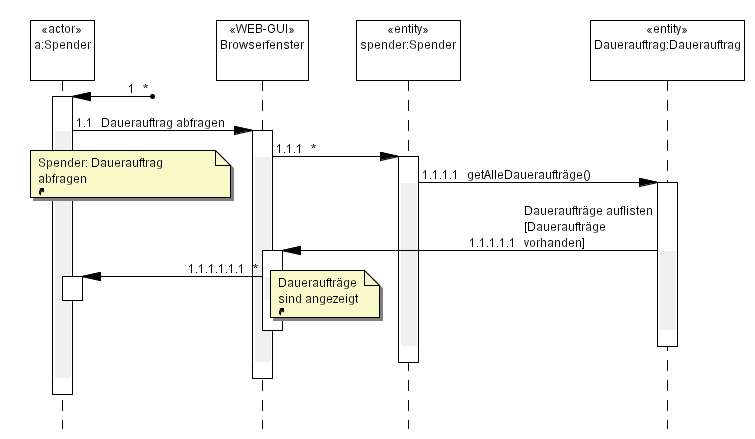 «actor»
a:Spender
«WEB-GUI»
Browserfenster
«entity»
spender:Spender
«entity»
Dauerauftrag:Dauerauftrag
1 *
1.1 Dauerauftrag abfragen
1.1.1 *
Spender: Dauerauftrag
abfragen
1.1.1.1 getAlleDaueraufträge()
Daueraufträge auflisten
[Daueraufträge
1.1.1.1.1 vorhanden]
1.1.1.1.1.1 *
Daueraufträge
sind angezeigt